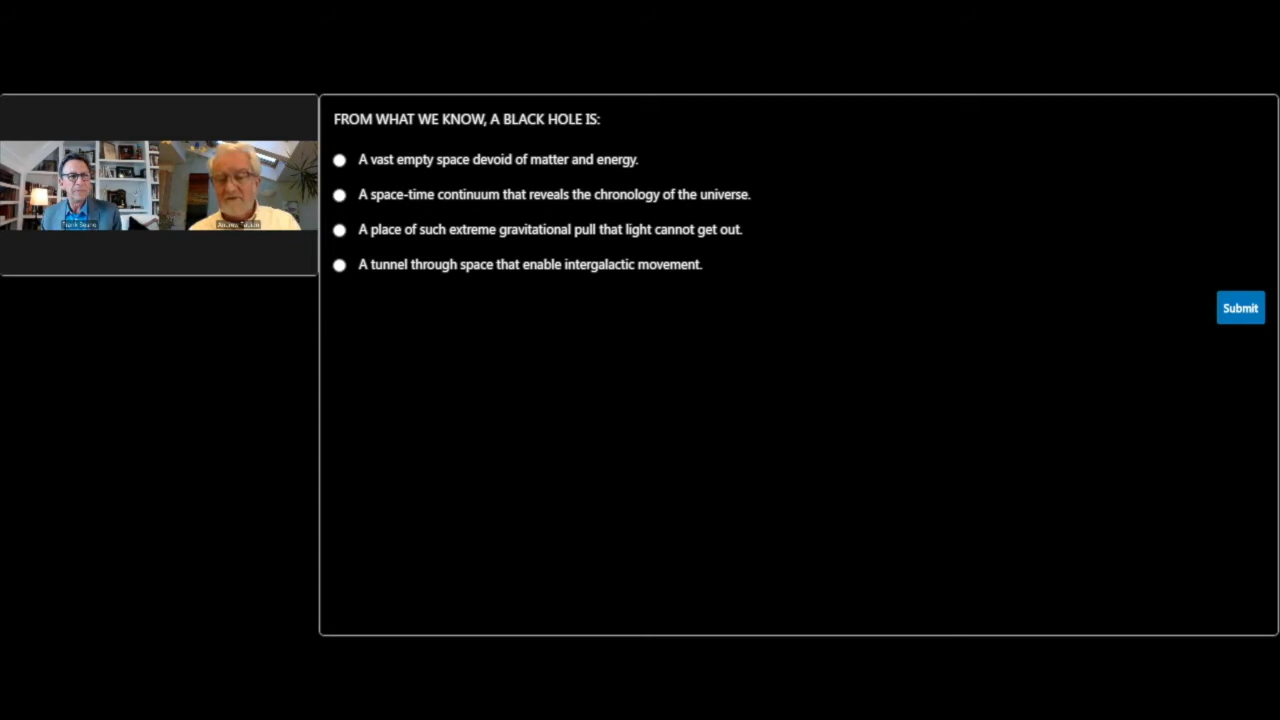 FROM WHAT WE KNOW, A BLACK HOLE IS:
A vast empty space devoid of matter and energy.
A space-time continuum that reveals the chronology of the universe.
A place of such extreme gravitational pull that light cannot get out.
A tunnel through space that enable intergalactic movement.
Submit